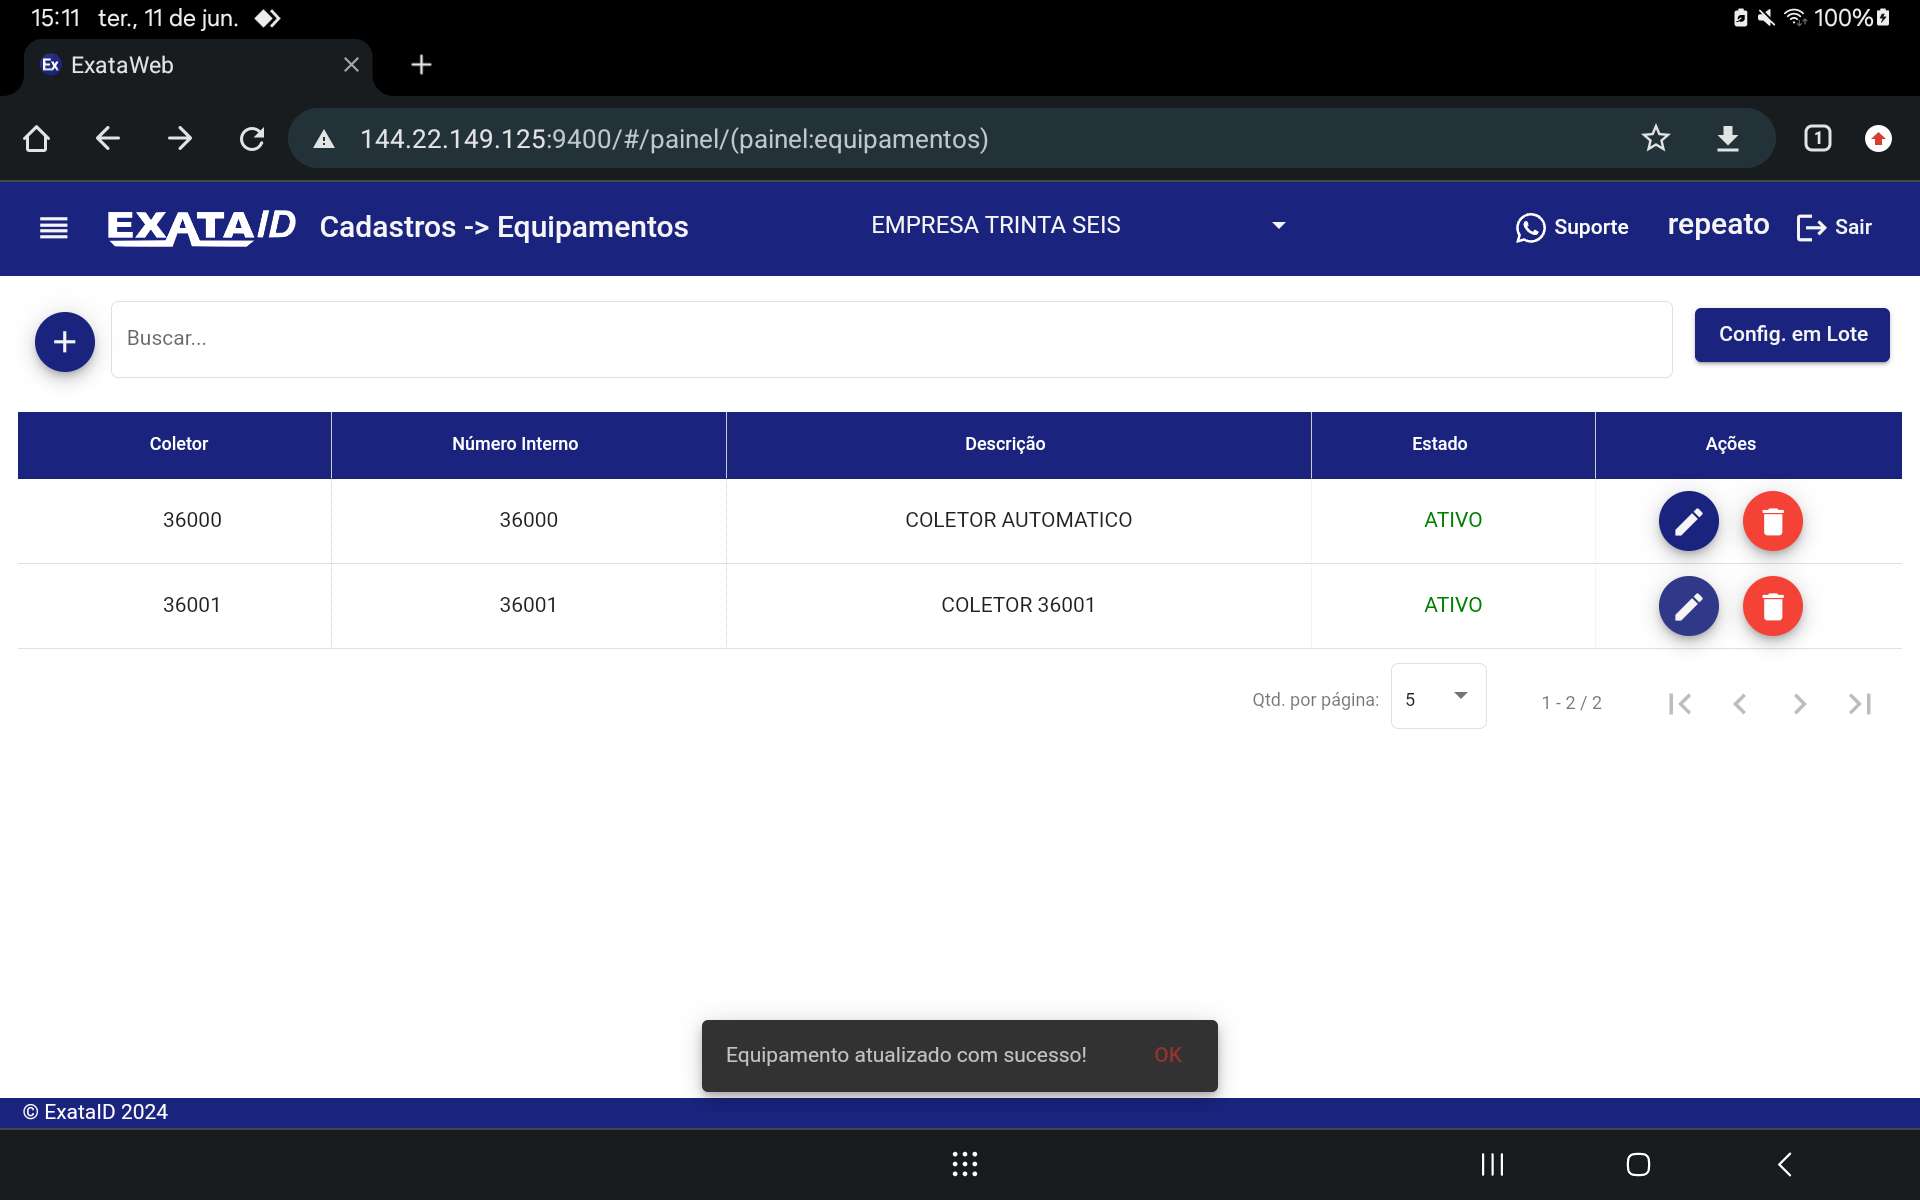 15:11 ter., 11 de jun. 100%
Ex ExataWeb
144.22.149.125:9400/#/painel/(painel:equipamentos) 1
EXATAID Cadastros -> Equipamentos EMPRESA TRINTA SEIS Suporte repeato Sair
Buscar... Config. em Lote
Coletor Número Interno Descrição Estado Ações
36000 36000 COLETOR AUTOMATICO ATIVO
36001 36001 COLETOR 36001 ATIVO
Qtd. por página: 5 1 - 2 / 2
Equipamento atualizado com sucesso! OK
© ExataID 2024